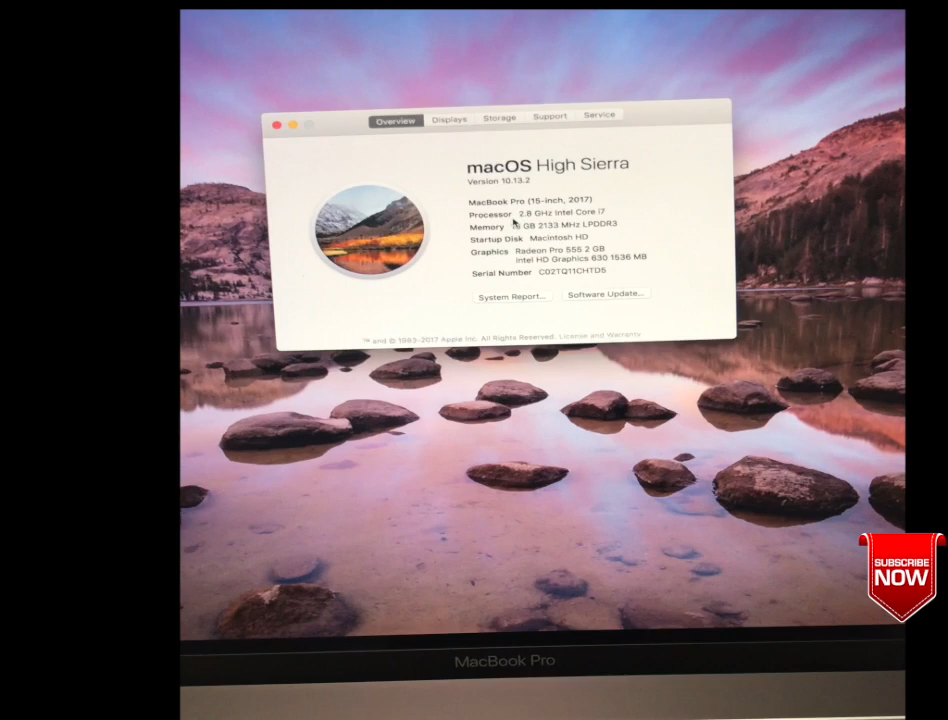 Overview Displays Storage Support Service
macOS High Sierra
Version 10.13.2
MacBook Pro (15-inch, 2017)
Processor 2.8 GHz Intel Core i7
Memory 16 GB 2133 MHz LPDDR3
Startup Disk Macintosh HD
Graphics Radeon Pro 555 2 GB
Intel HD Graphics 630 1536 MB
Serial Number C02TQ11CHTD5
System Report... Software Update...
™ and © 1983-2017 Apple Inc. All Rights Reserved. License and Warranty
SUBSCRIBE
NOW
MacBook Pro